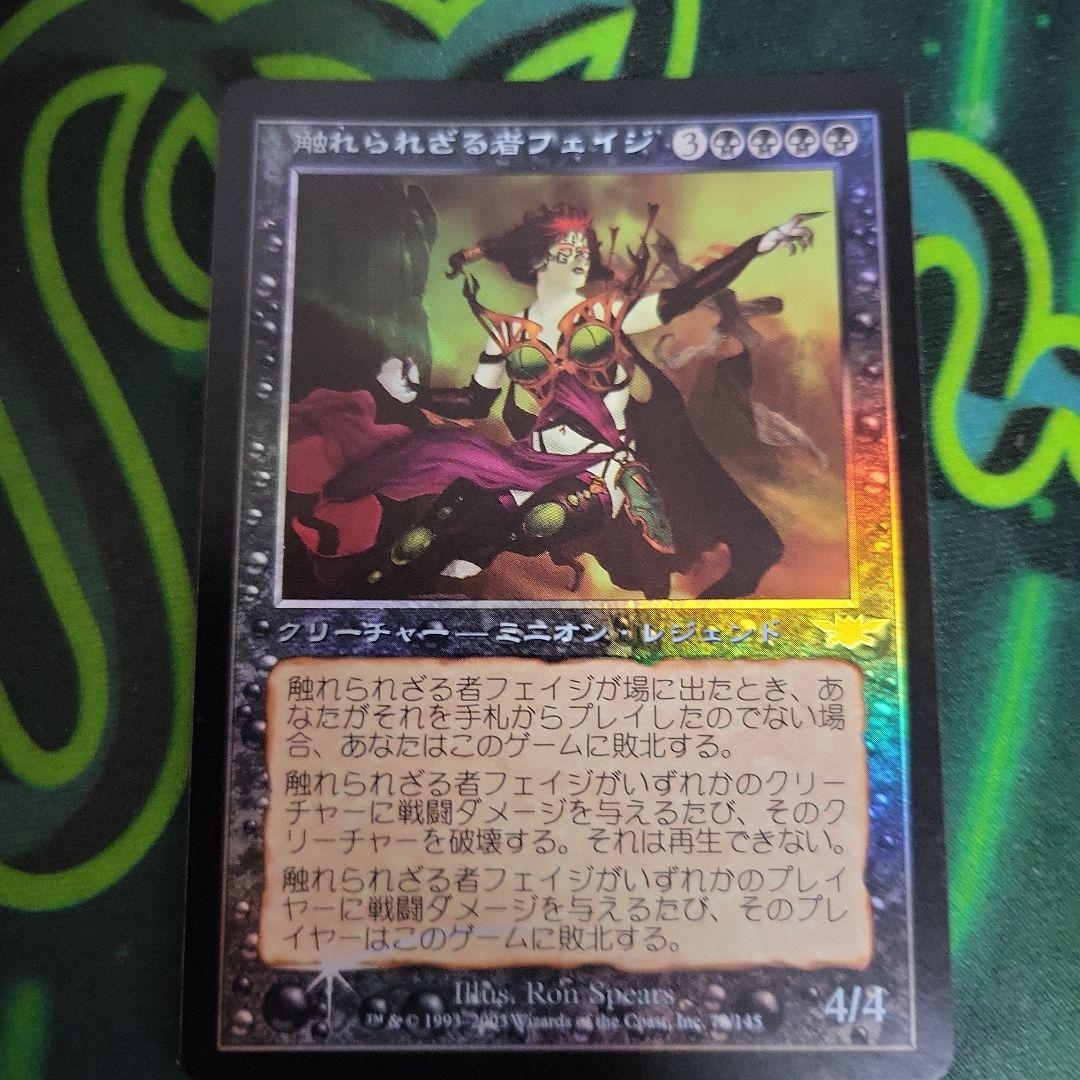 触れられざる者フェイジ 3
クリーチャー — ミニオン・レジェンド
触れられざる者フェイジが場に出たとき、あ
なたがそれを手札からプレイしたのでない場
合、あなたはこのゲームに敗北する。
触れられざる者フェイジがいずれかのクリー
チャーに戦闘ダメージを与えるたび、そのク
リーチャーを破壊する。それは再生できない。
触れられざる者フェイジがいずれかのプレイ
ヤーに戦闘ダメージを与えるたび、そのプレ
イヤーはこのゲームに敗北する。
Illus. Ron Spears
™ & © 1993–2003 Wizards of the Coast, Inc. /145
4/4